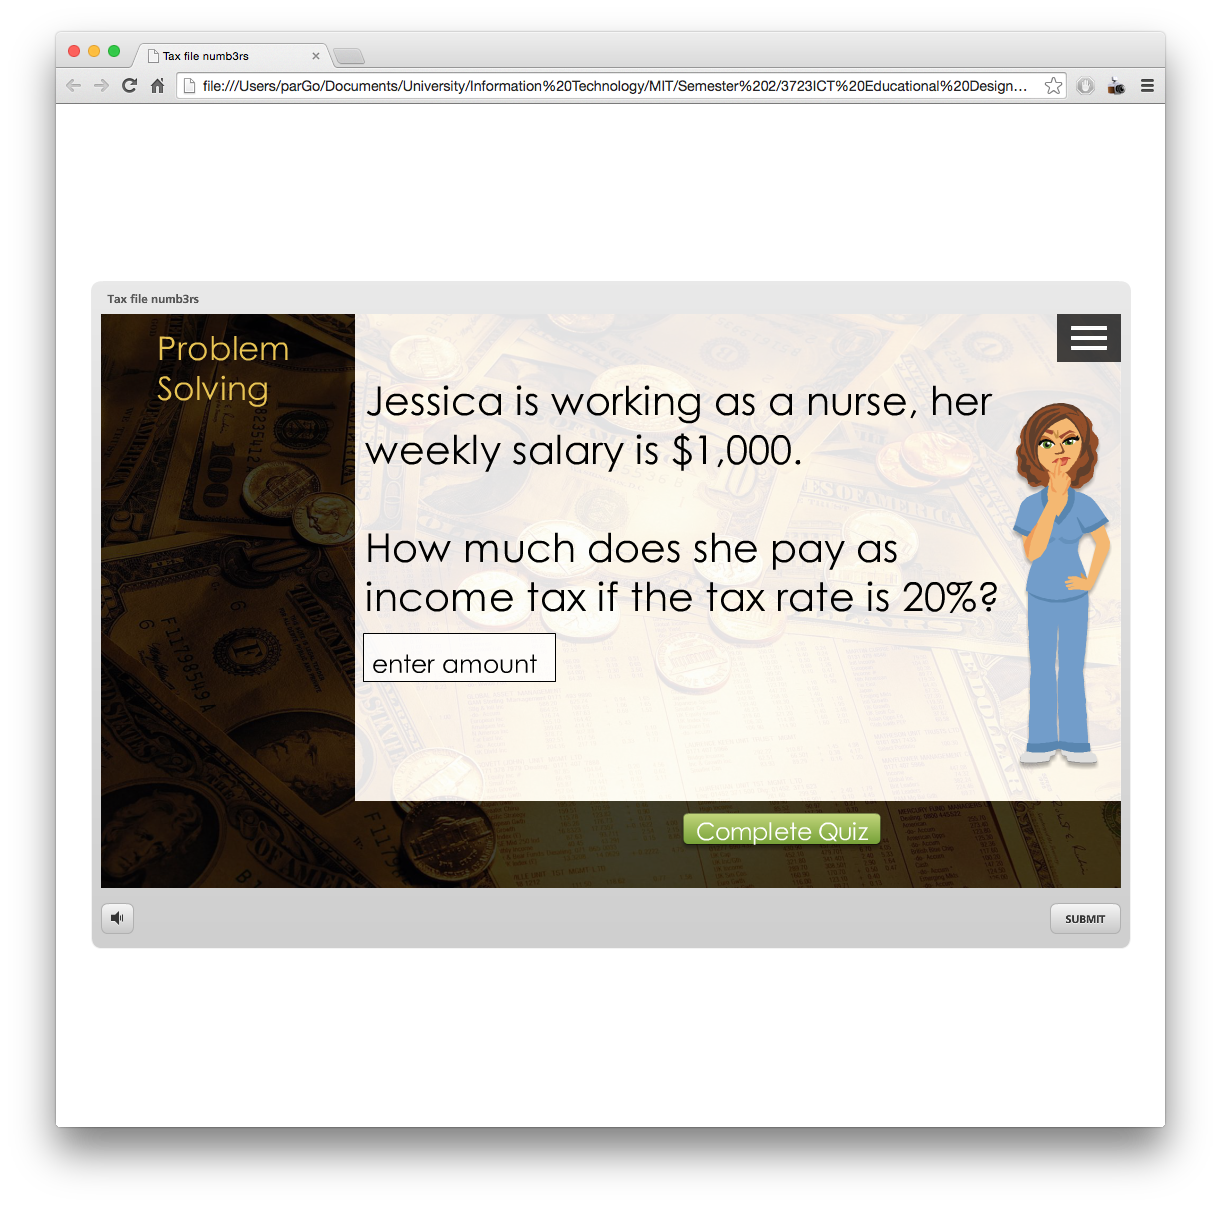 Tax file numb3rs
file:///Users/parGo/Documents/University/Information%20Technology/MIT/Semester%202/3723ICT%20Educational%20Design...
Tax file numb3rs
Problem
Solving
Jessica is working as a nurse, her
weekly salary is $1,000.
How much does she pay as
income tax if the tax rate is 20%?
enter amount
Complete Quiz
SUBMIT